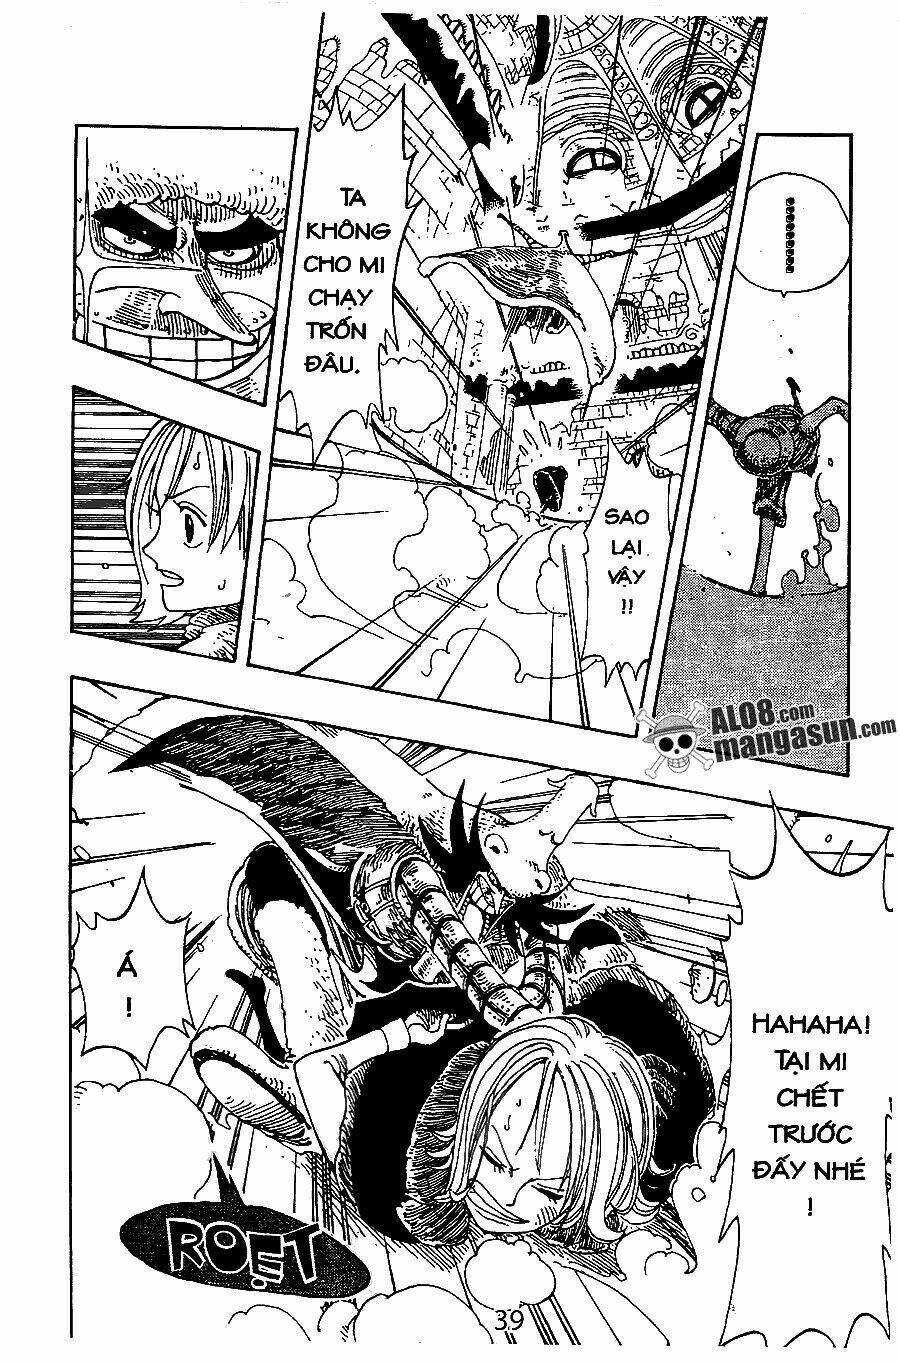 ..........
TA
KHÔNG
CHO MI
CHẠY
TRỐN
ĐÂU.
SAO
LẠI
VẬY
!!
AL08.com
mangasun.com
Á
!
HAHAHA!
TẠI MI
CHẾT
TRƯỚC
ĐẤY NHÉ
!
ROẸT
39